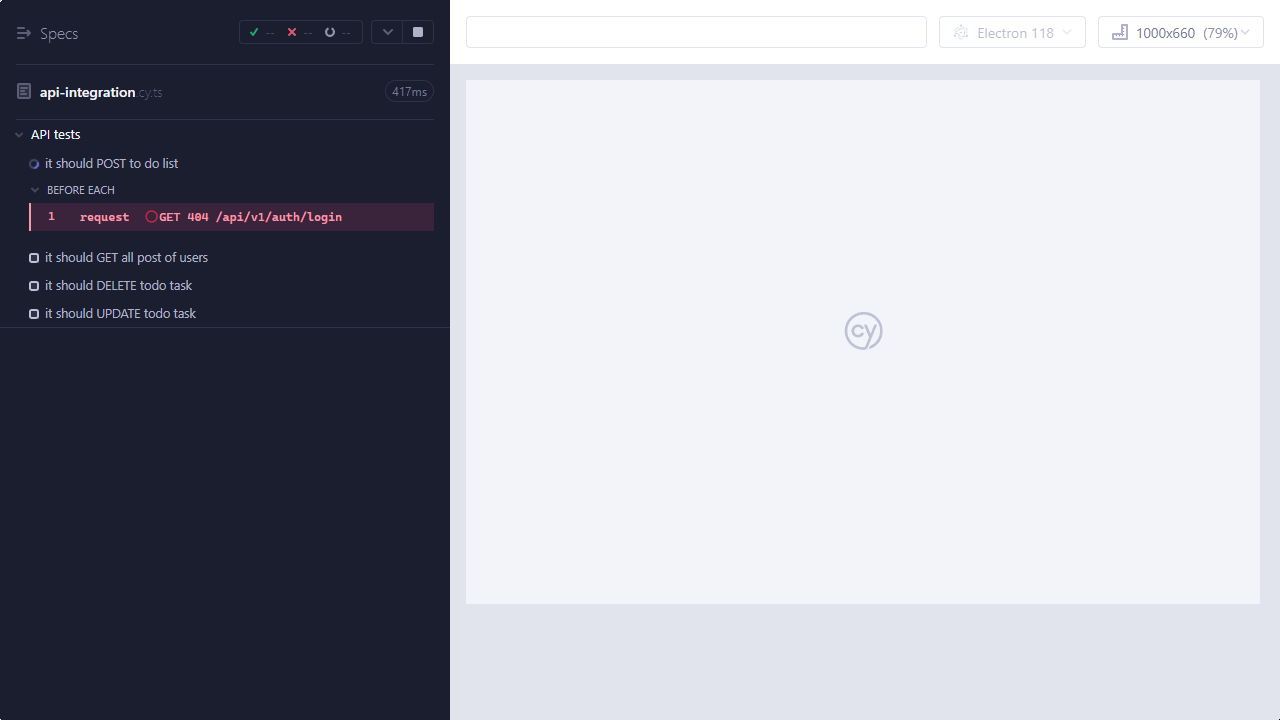 Specs
-- -- --
Electron 118
1000x660 (79%)
api-integration.cy.ts
417ms
API tests
it should POST to do list
BEFORE EACH
1 request GET 404 /api/v1/auth/login
it should GET all post of users
it should DELETE todo task
it should UPDATE todo task
cy